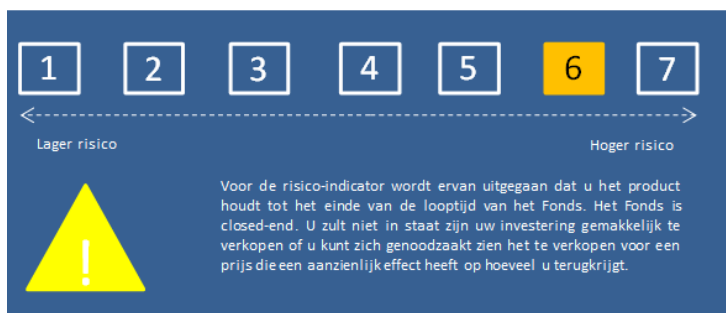 1 2 3 4 5 6 7
Lager risico Hoger risico
Voor de risico-indicator wordt ervan uitgegaan dat u het product
houdt tot het einde van de looptijd van het Fonds. Het Fonds is
closed-end. U zult niet in staat zijn uw investering gemakkelijk te
verkopen of u kunt zich genoodzaakt zien het te verkopen voor een
prijs die een aanzienlijk effect heeft op hoeveel u terugkrijgt.
!